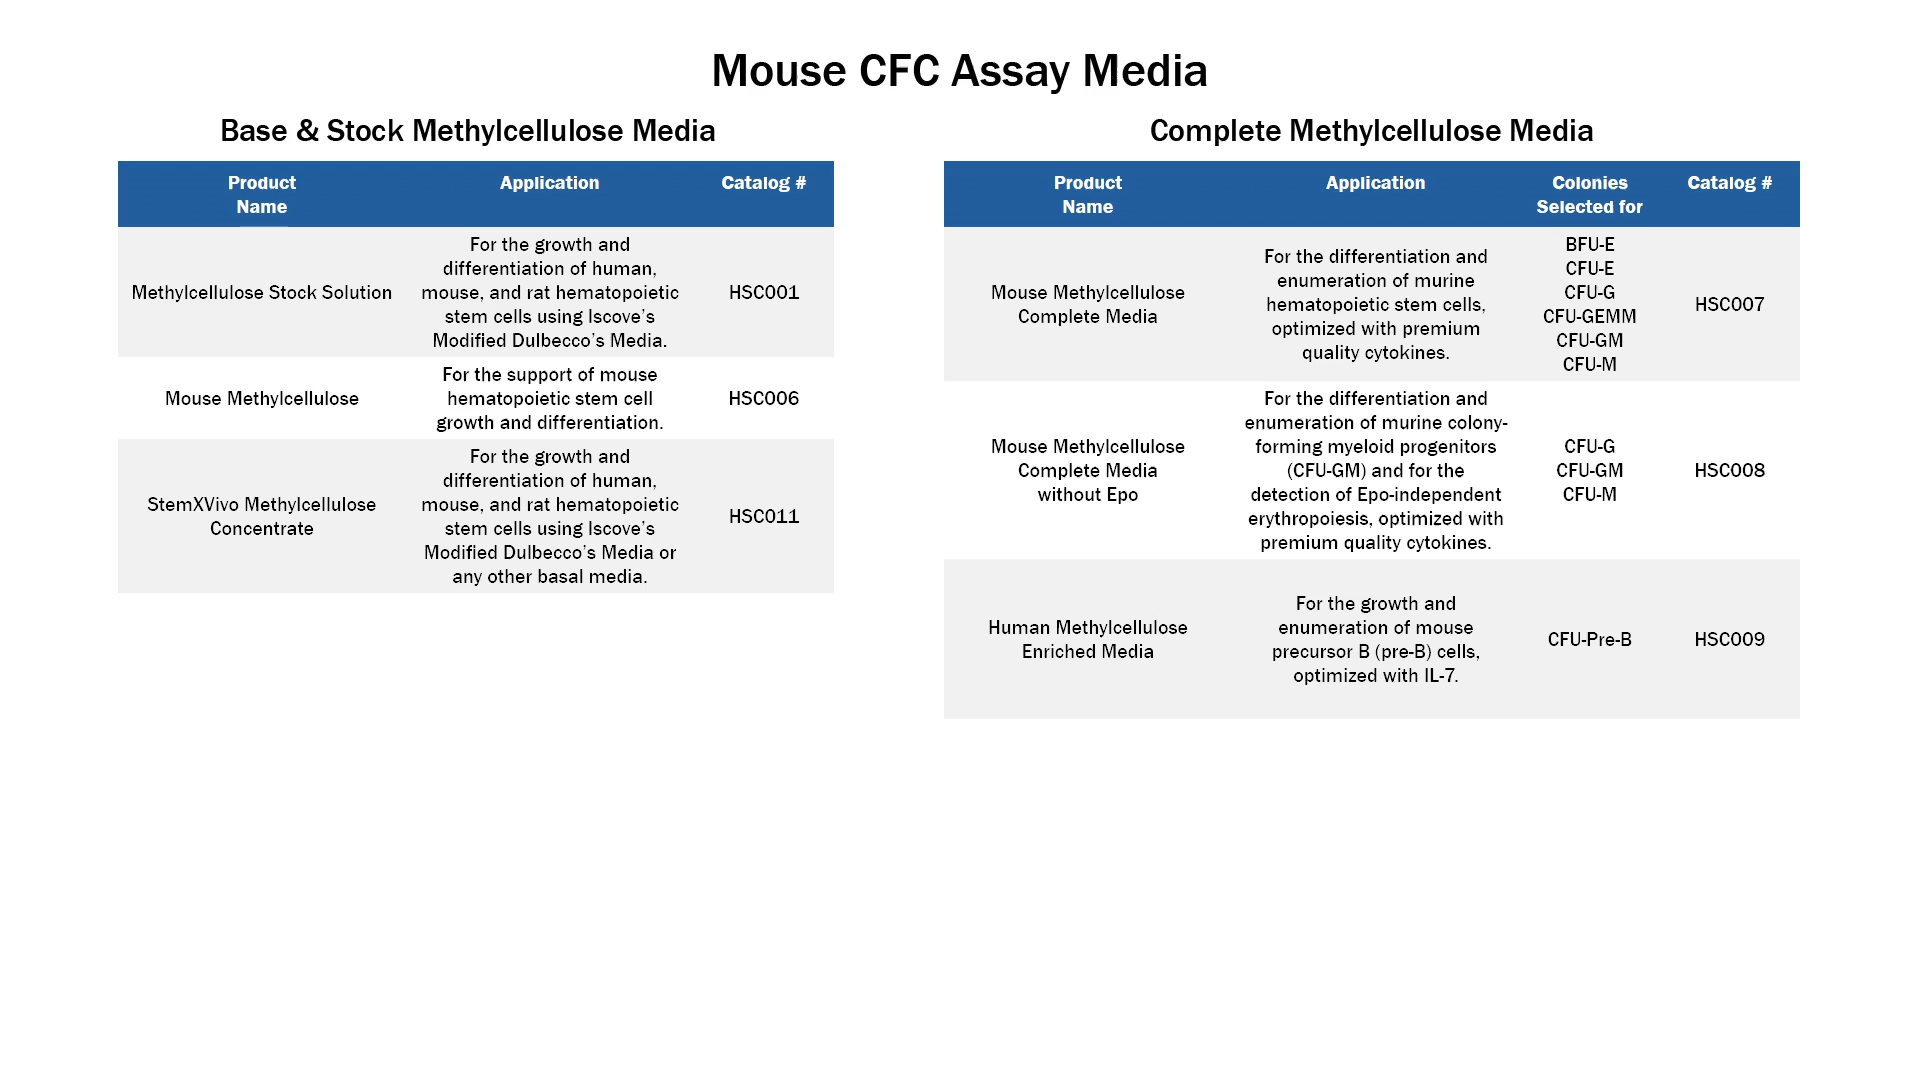 Mouse CFC Assay Media
Base & Stock Methylcellulose Media
Product
Name
Application
Catalog #
Methylcellulose Stock Solution
For the growth and
differentiation of human,
mouse, and rat hematopoietic
stem cells using Iscove's
Modified Dulbecco's Media.
HSC001
Mouse Methylcellulose
For the support of mouse
hematopoietic stem cell
growth and differentiation.
HSC006
StemXVivo Methylcellulose
Concentrate
For the growth and
differentiation of human,
mouse, and rat hematopoietic
stem cells using Iscove's
Modified Dulbecco's Media or
any other basal media.
HSC011
Complete Methylcellulose Media
Product
Name
Application
Colonies
Selected for
Catalog #
Mouse Methylcellulose
Complete Media
For the differentiation and
enumeration of murine
hematopoietic stem cells,
optimized with premium
quality cytokines.
BFU-E
CFU-E
CFU-G
CFU-GEMM
CFU-GM
CFU-M
HSC007
Mouse Methylcellulose
Complete Media
without Epo
For the differentiation and
enumeration of murine colony-
forming myeloid progenitors
(CFU-GM) and for the
detection of Epo-independent
erythropoiesis, optimized with
premium quality cytokines.
CFU-G
CFU-GM
CFU-M
HSC008
Human Methylcellulose
Enriched Media
For the growth and
enumeration of mouse
precursor B (pre-B) cells,
optimized with IL-7.
CFU-Pre-B
HSC009